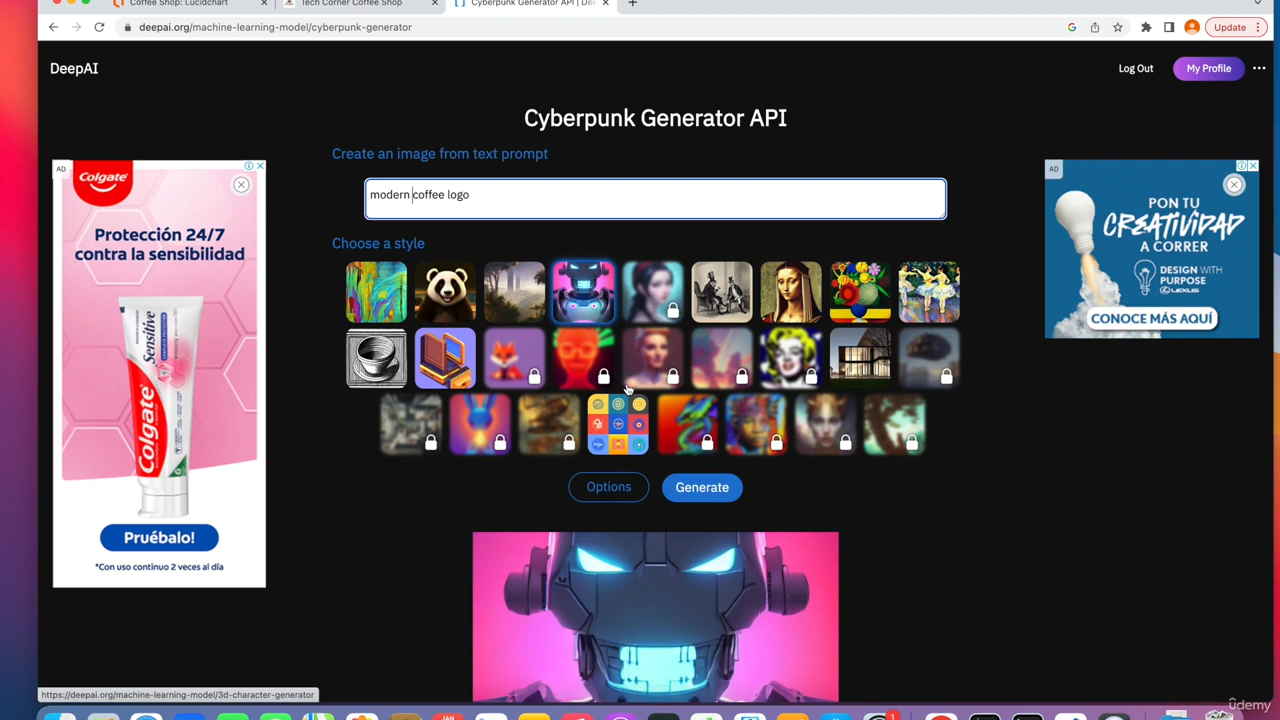 Coffee Shop: Lucidchart
Tech Corner Coffee Shop
Cyberpunk Generator API | De
deepai.org/machine-learning-model/cyberpunk-generator
Update
DeepAI
Log Out
My Profile
Cyberpunk Generator API
Create an image from text prompt
modern coffee logo
Choose a style
Options
Generate
AD
Colgate
Protección 24/7
contra la sensibilidad
Sensitive
Colgate
Pruébalo!
*Con uso continuo 2 veces al día
AD
PON TU
CREATIVIDAD
A CORRER
DESIGN WITH
PURPOSE
LEXUS
CONOCE MÁS AQUÍ
https://deepai.org/machine-learning-model/3d-character-generator
1
ûdemy